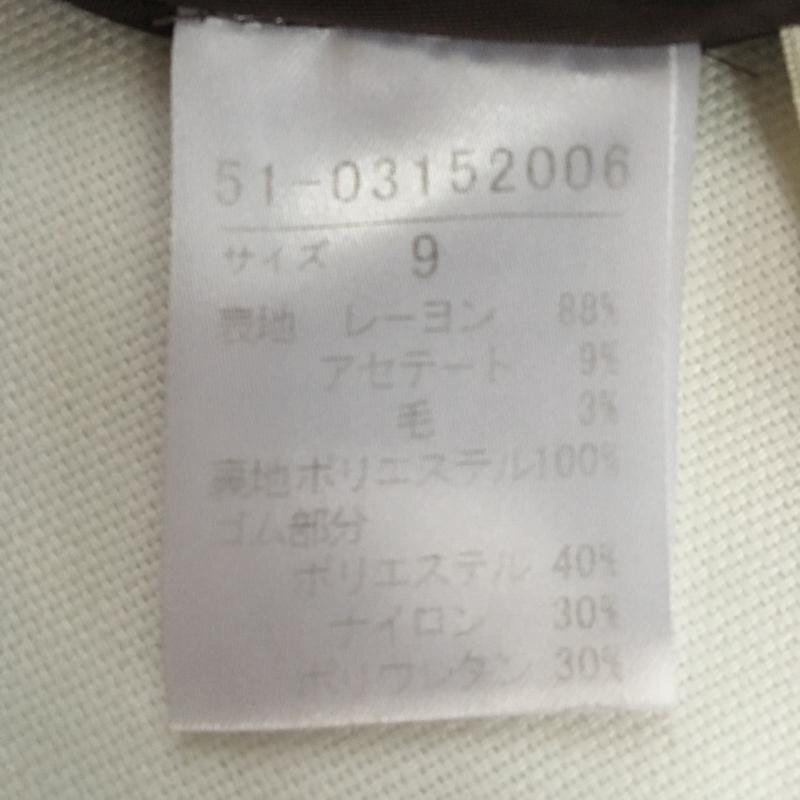 51-03152006
サイズ 9
表地 レーヨン 88%
アセテート 9%
毛 3%
裏地ポリエステル100%
ゴム部分
ポリエステル 40%
ナイロン 30%
ポリウレタン 30%